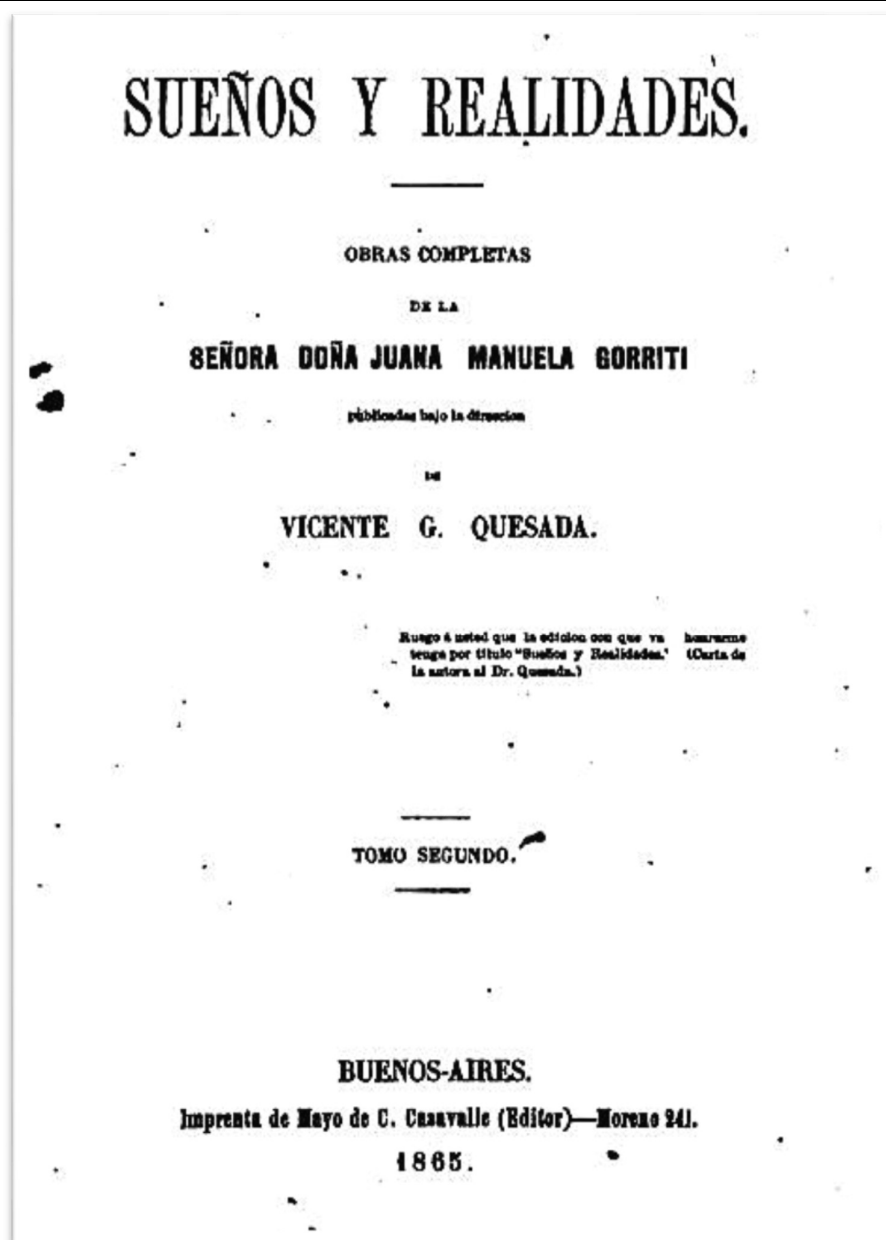 SUEÑOS Y REALIDADES.
OBRAS COMPLETAS
DE LA
SEÑORA DOÑA JUANA MANUELA GORRITI
publicadas bajo la direccion
DE
VICENTE G. QUESADA.
Ruego á usted que la edicion con que va honrarme
tenga por título "Sueños y Realidades." (Carta de
la autora al Dr. Quesada.)
TOMO SEGUNDO.
BUENOS-AIRES.
Imprenta de Mayo de C. Casavalle (Editor)—Moreno 241.
1865.